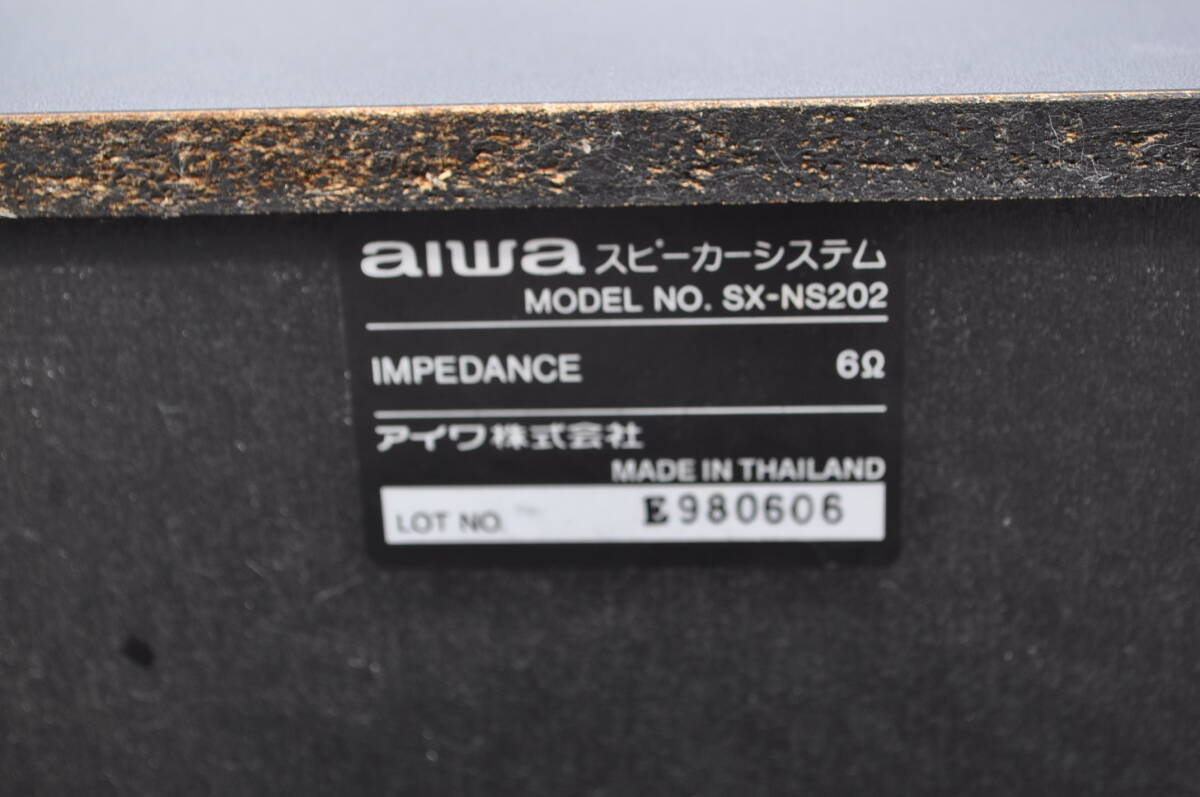 aiwa スピーカーシステム
MODEL NO. SX-NS202
IMPEDANCE 6Ω
アイワ株式会社
MADE IN THAILAND
LOT NO. E980606